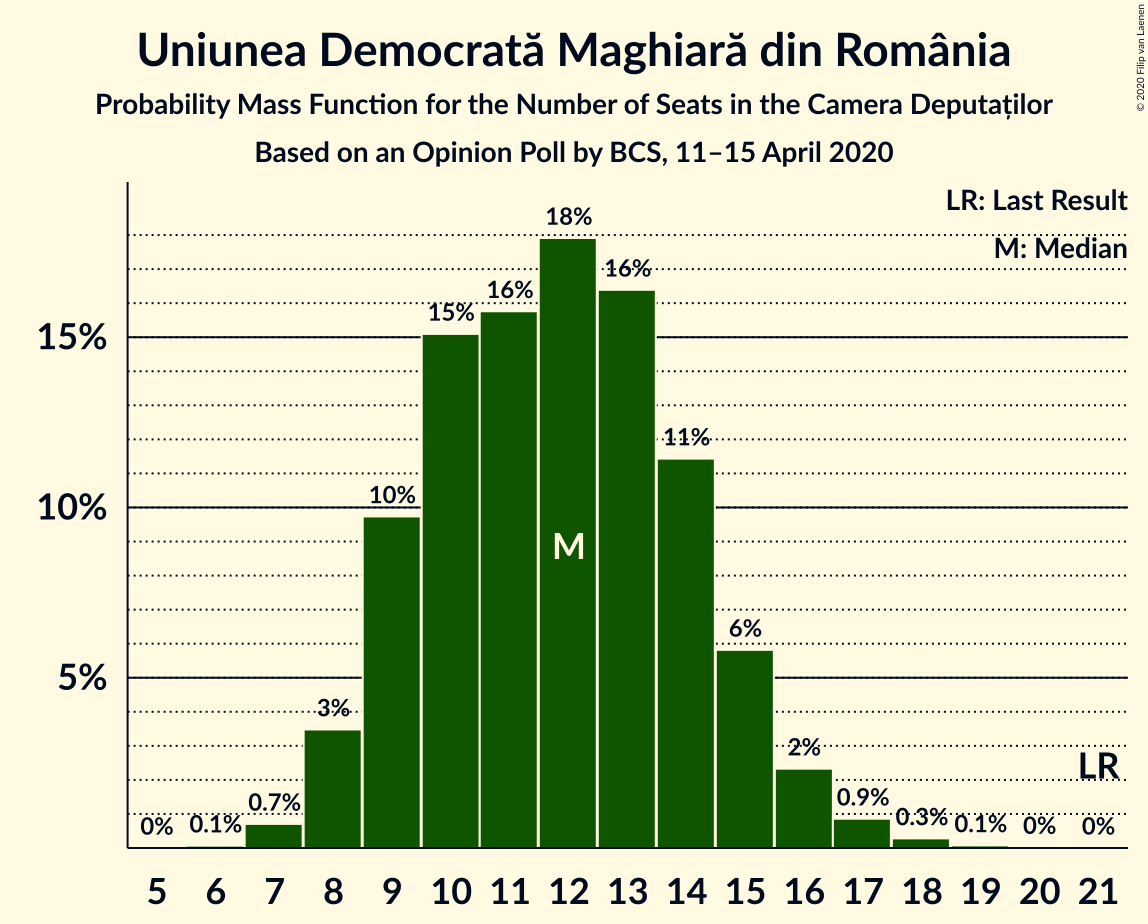 Uniunea Democrată Maghiară din România
Probability Mass Function for the Number of Seats in the Camera Deputaților
Based on an Opinion Poll by BCS, 11–15 April 2020
© 2020 Filip van Laenen
LR: Last Result
M: Median
15%
10%
5%
0%
0.1%
0.7%
3%
10%
15%
16%
18%
16%
11%
6%
2%
0.9%
0.3%
0.1%
0%
0%
M
LR
5 6 7 8 9 10 11 12 13 14 15 16 17 18 19 20 21